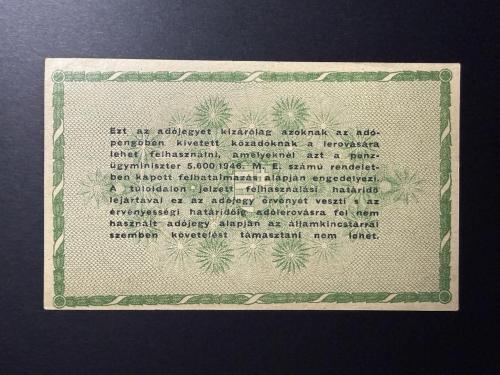 Ezt az adójegyet kizárólag azoknak az adó-
pengőben kivetett közadóknak a lerovására
lehet felhasználni, amelyeknél azt a pénz-
ügyminiszter 5.600/1946. M. E. számú rendelet-
ben kapott felhatalmazás alapján engedélyezi.
A túloldalon jelzett felhasználási határidő
lejártával ez az adójegy érvényét veszti s az
érvényességi határidőig adólerovásra fel nem
használt adójegy alapján az államkincstárral
szemben követelést támasztani nem lehet.